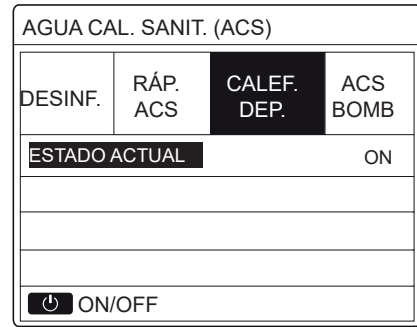 AGUA CAL. SANIT. (ACS)
DESINF.
RÁP.
ACS
CALEF.
DEP.
ACS
BOMB
ESTADO ACTUAL ON
ON/OFF